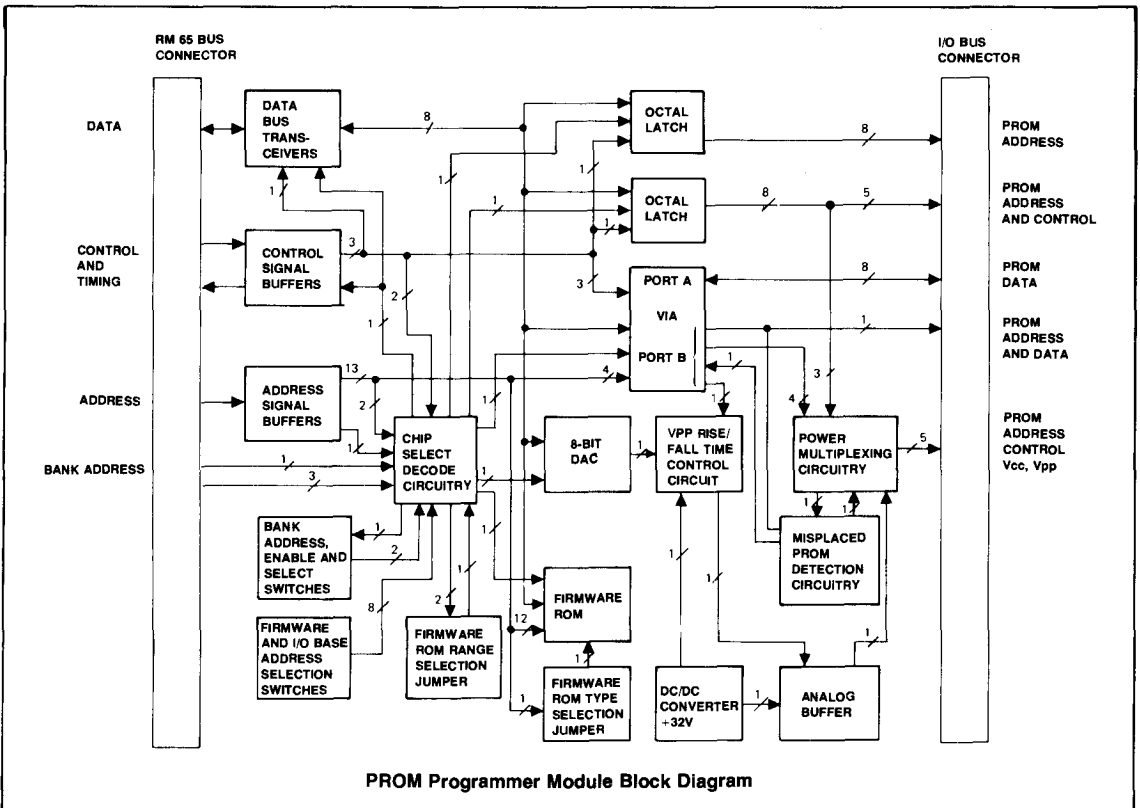 RM 65 BUS
CONNECTOR
I/O BUS
CONNECTOR
DATA
DATA
BUS
TRANS-
CEIVERS
8
OCTAL
LATCH
8
PROM
ADDRESS
1
1
1
OCTAL
LATCH
1
1
8
5
PROM
ADDRESS
AND CONTROL
CONTROL
AND
TIMING
CONTROL
SIGNAL
BUFFERS
3
2
1
3
PORT A
VIA
PORT B
8
PROM
DATA
1
PROM
ADDRESS
AND DATA
1
3
4
ADDRESS
ADDRESS
SIGNAL
BUFFERS
13
2
1
4
1
1
BANK ADDRESS
1
3
CHIP
SELECT
DECODE
CIRCUITRY
1
8-BIT
DAC
1
VPP RISE/
FALL TIME
CONTROL
CIRCUIT
POWER
MULTIPLEXING
CIRCUITRY
5
PROM
ADDRESS
CONTROL
Vcc, Vpp
1
1
BANK
ADDRESS,
ENABLE AND
SELECT
SWITCHES
1
2
1
1
MISPLACED
PROM
DETECTION
CIRCUITRY
1
1
FIRMWARE
AND I/O BASE
ADDRESS
SELECTION
SWITCHES
8
2
FIRMWARE
ROM RANGE
SELECTION
JUMPER
FIRMWARE
ROM
12
1
1
1
FIRMWARE
ROM TYPE
SELECTION
JUMPER
DC/DC
CONVERTER
+32V
1
ANALOG
BUFFER
PROM Programmer Module Block Diagram